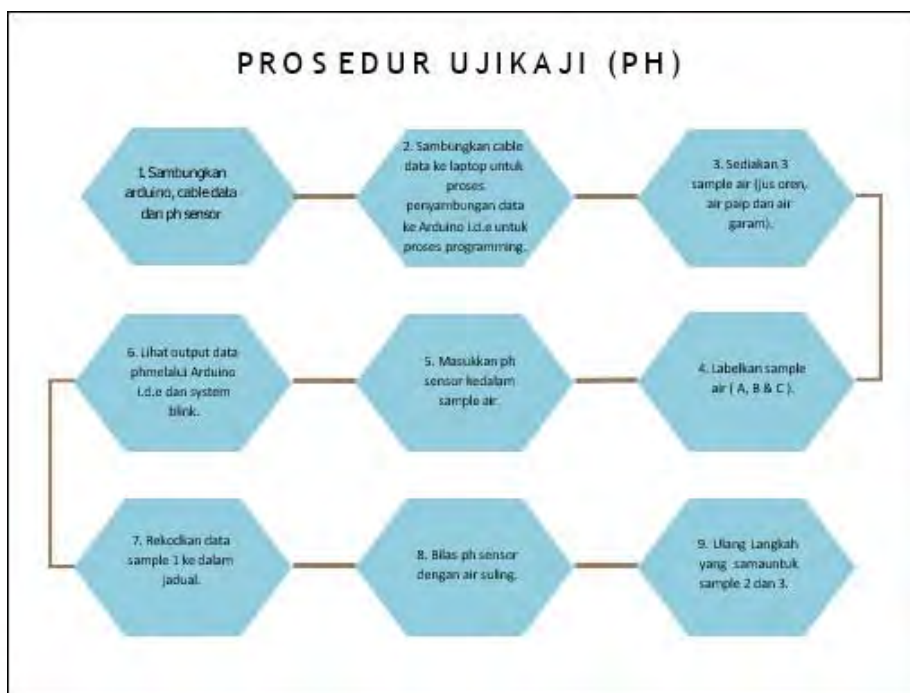 PROSEDUR UJIKAJI (PH)
1. Sambungkan
arduino, cable data
dan ph sensor
2. Sambungkan cable
data ke laptop untuk
proses
penyambungan data
ke Arduino i.d.e untuk
proses programming.
3. Sediakan 3
sample air (jus oren,
air paip dan air
garam).
4. Labelkan sample
air ( A, B & C ).
5. Masukkan ph
sensor kedalam
sample air.
6. Lihat output data
phmelalui Arduino
i.d.e dan system
blink.
7. Rekodkan data
sample 1 ke dalam
jadual.
8. Bilas ph sensor
dengan air suling.
9. Ulang Langkah
yang samauntuk
sample 2 dan 3.